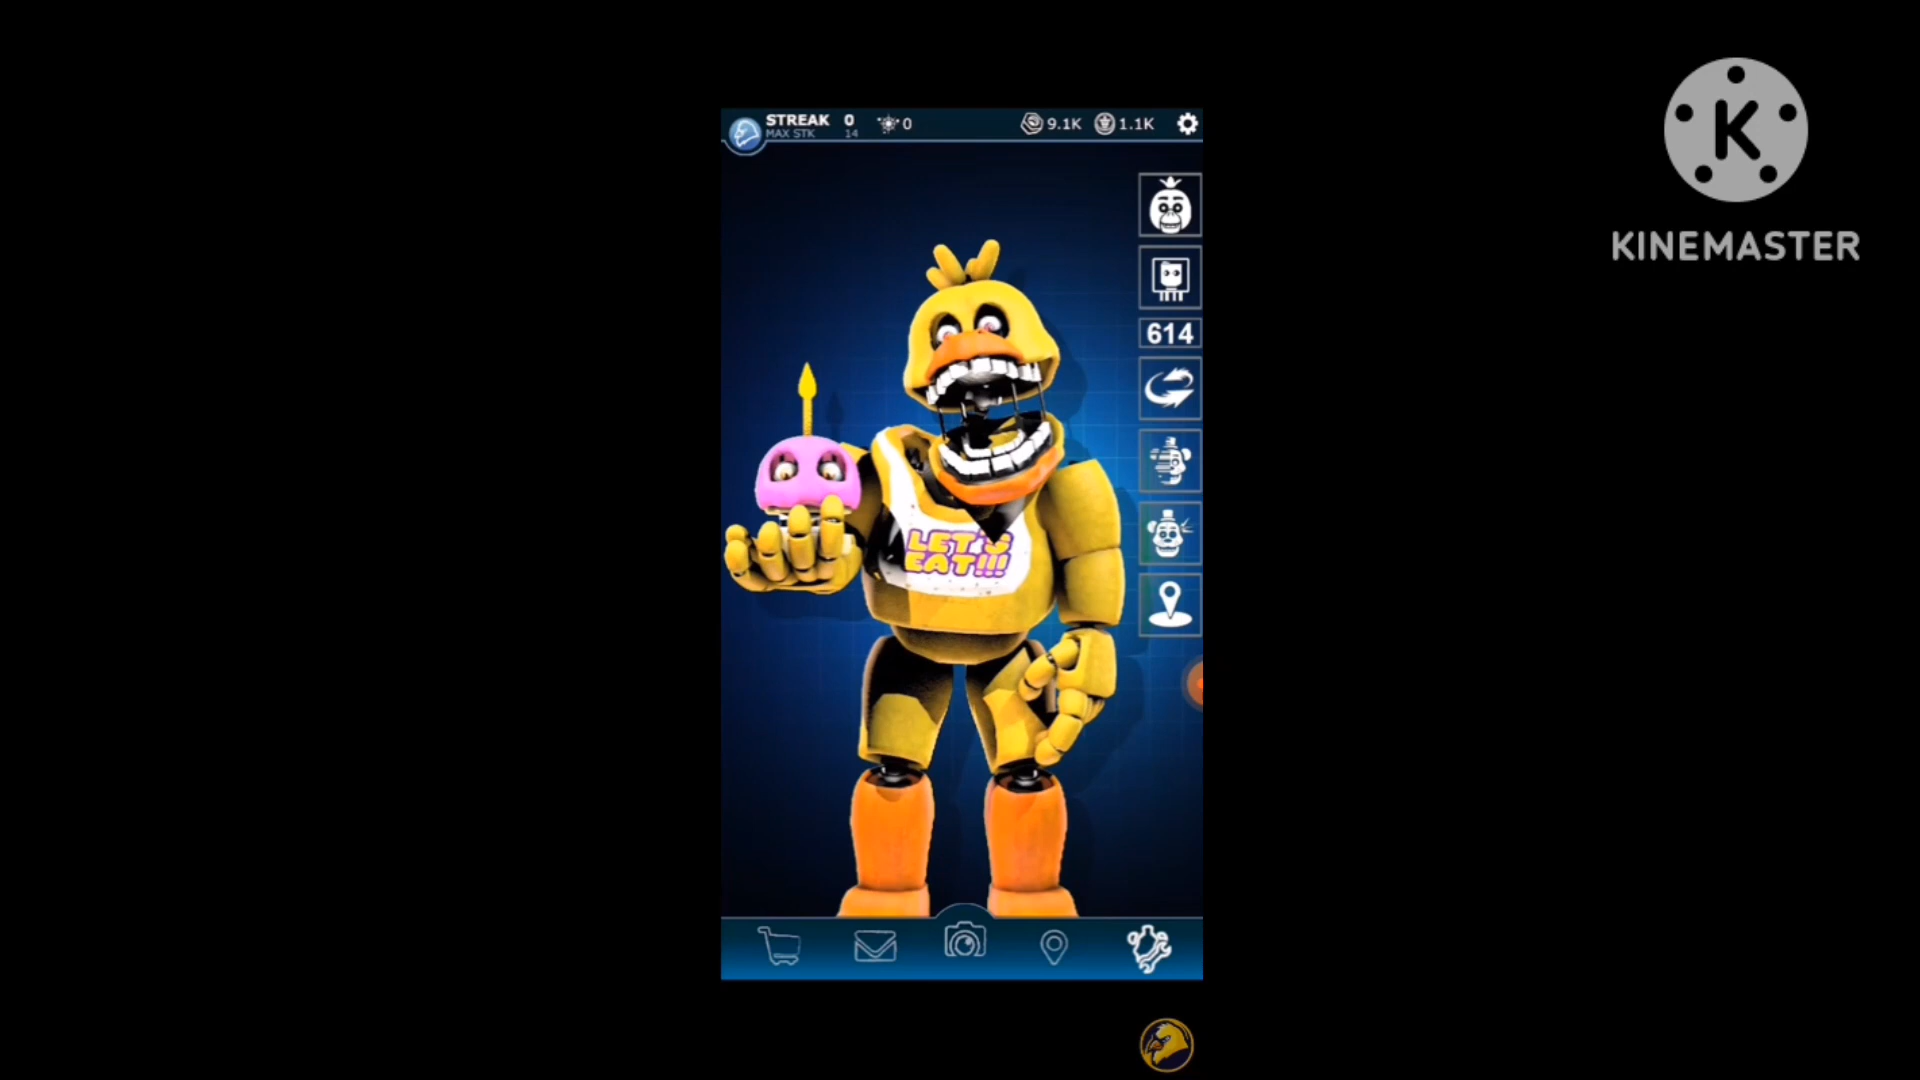 STREAK 0
MAX STK 14
0
9.1K
1.1K
614
LET'S
EAT!!!
K
KINEMASTER